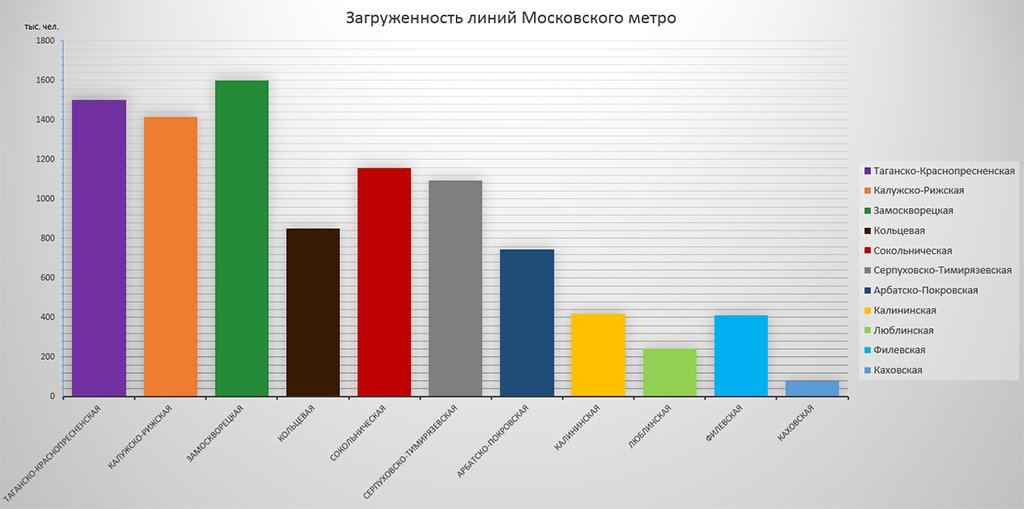 Загруженность линий Московского метро
тыс. чел.
1800
1600
1400
1200
1000
800
600
400
200
0
ТАГАНСКО-КРАСНОПРЕСНЕНСКАЯ
КАЛУЖСКО-РИЖСКАЯ
ЗАМОСКВОРЕЦКАЯ
КОЛЬЦЕВАЯ
СОКОЛЬНИЧЕСКАЯ
СЕРПУХОВСКО-ТИМИРЯЗЕВСКАЯ
АРБАТСКО-ПОКРОВСКАЯ
КАЛИНИНСКАЯ
ЛЮБЛИНСКАЯ
ФИЛЕВСКАЯ
КАХОВСКАЯ
Таганско-Краснопресненская
Калужско-Рижская
Замоскворецкая
Кольцевая
Сокольническая
Серпуховско-Тимирязевская
Арбатско-Покровская
Калининская
Люблинская
Филевская
Каховская